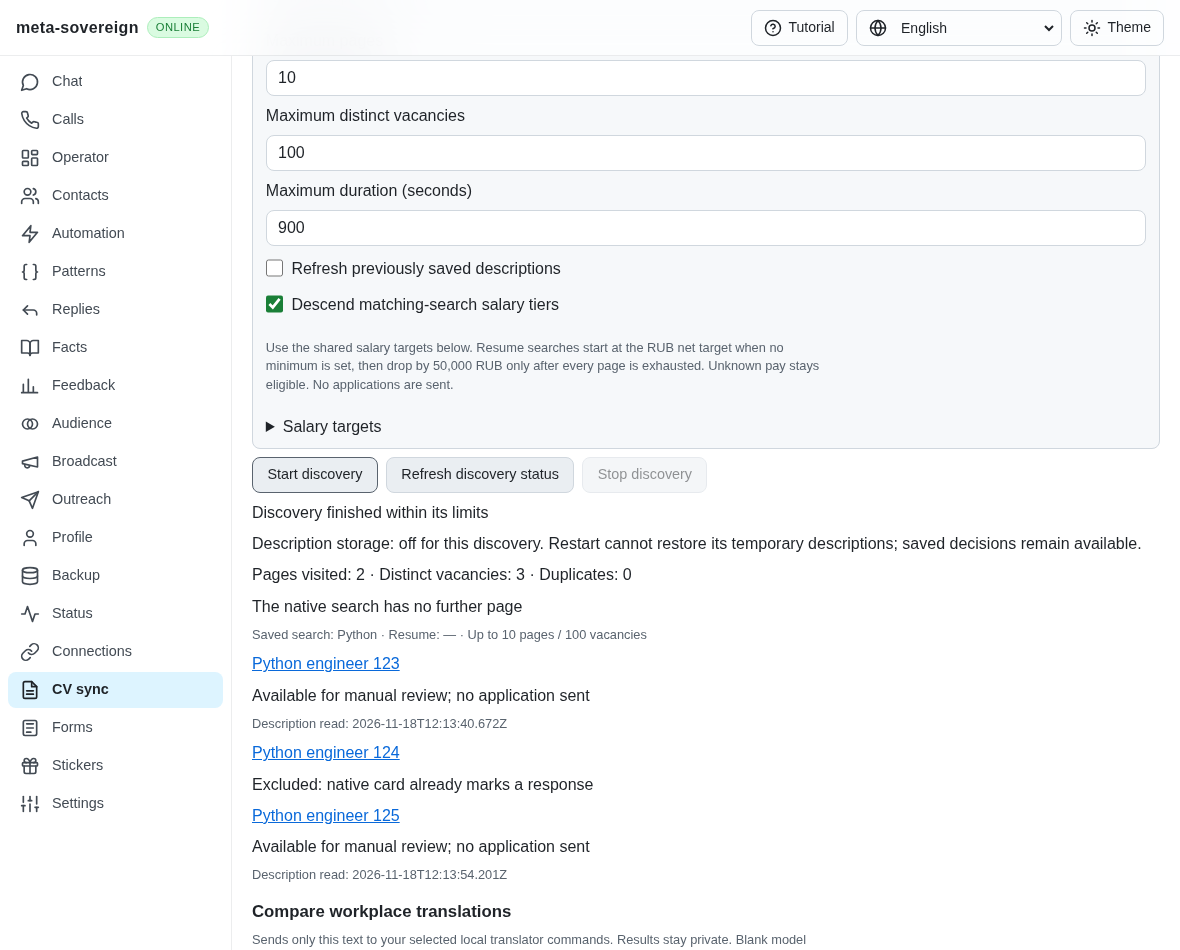 meta-sovereign
ONLINE
Tutorial
English
Theme
Chat
Calls
Operator
Contacts
Automation
Patterns
Replies
Facts
Feedback
Audience
Broadcast
Outreach
Profile
Backup
Status
Connections
CV sync
Forms
Stickers
Settings
10
Maximum distinct vacancies
100
Maximum duration (seconds)
900
Refresh previously saved descriptions
Descend matching-search salary tiers
Use the shared salary targets below. Resume searches start at the RUB net target when no
minimum is set, then drop by 50,000 RUB only after every page is exhausted. Unknown pay stays
eligible. No applications are sent.
Salary targets
Start discovery
Refresh discovery status
Stop discovery
Discovery finished within its limits
Description storage: off for this discovery. Restart cannot restore its temporary descriptions; saved decisions remain available.
Pages visited: 2 · Distinct vacancies: 3 · Duplicates: 0
The native search has no further page
Saved search: Python · Resume: — · Up to 10 pages / 100 vacancies
Python engineer 123
Available for manual review; no application sent
Description read: 2026-11-18T12:13:40.672Z
Python engineer 124
Excluded: native card already marks a response
Python engineer 125
Available for manual review; no application sent
Description read: 2026-11-18T12:13:54.201Z
Compare workplace translations
Sends only this text to your selected local translator commands. Results stay private. Blank model